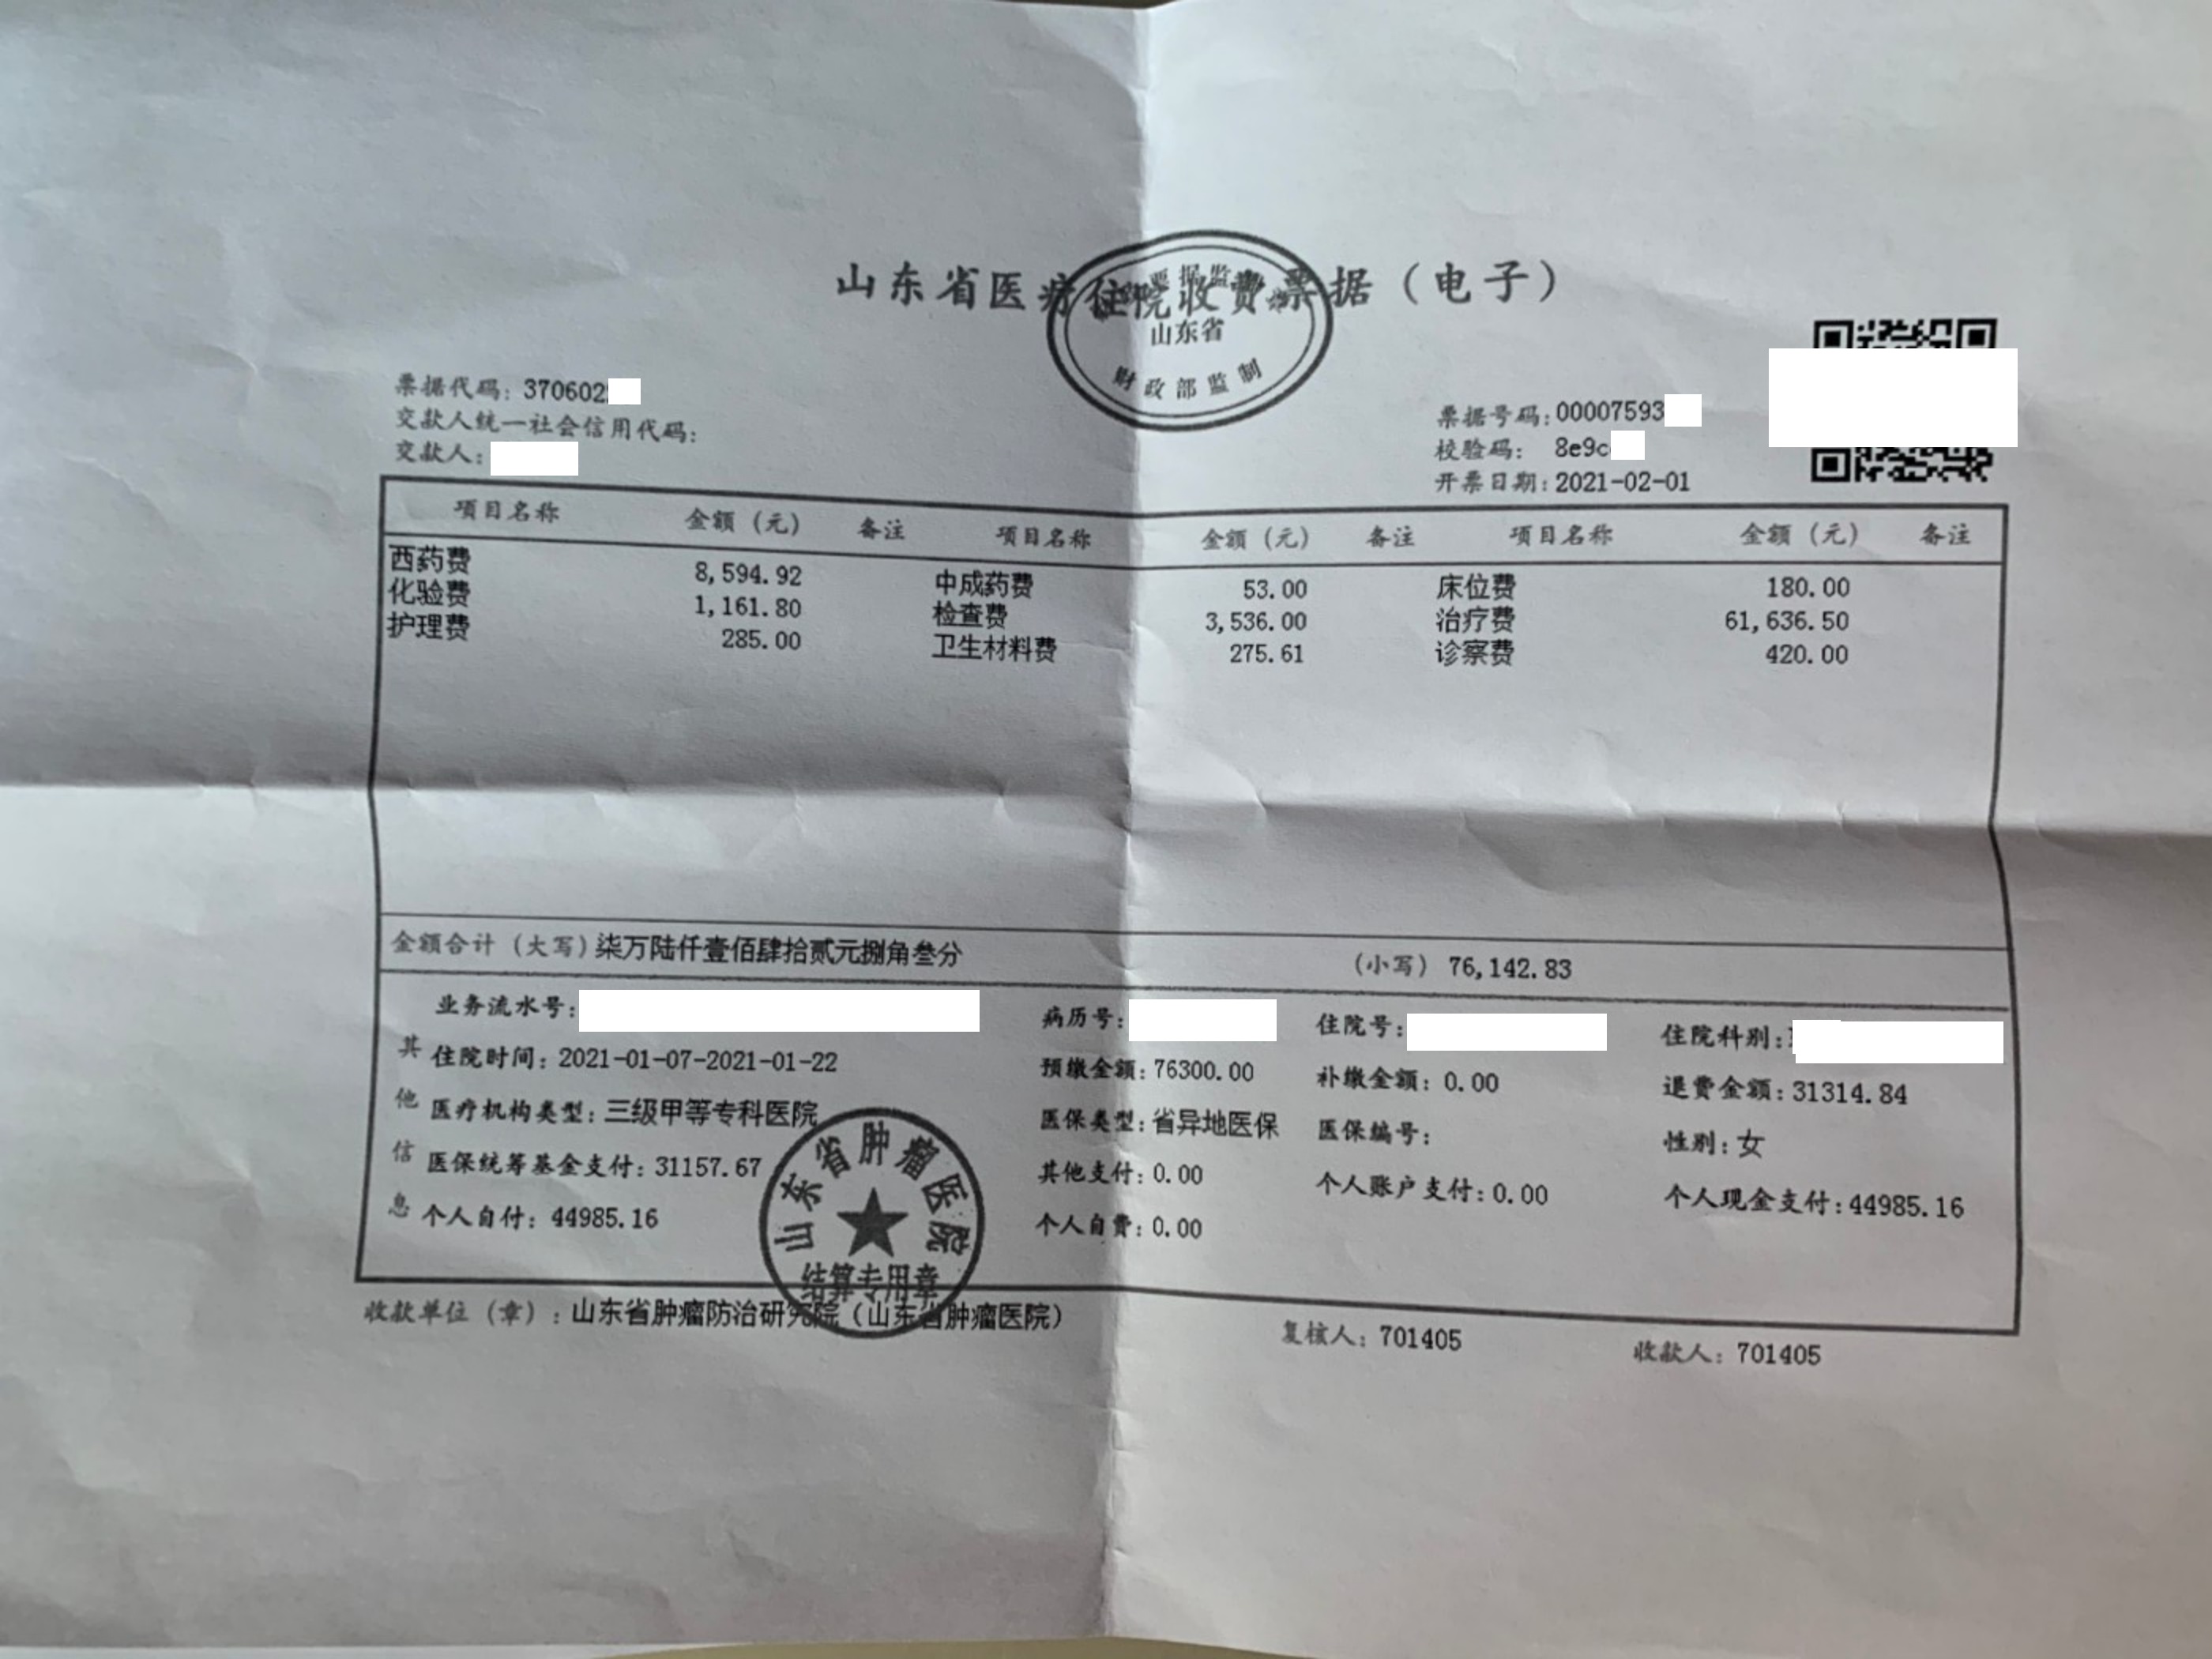 山东省医疗住院收费票据（电子）
票据监
山东省
财政部监制
票据代码：370602
交款人统一社会信用代码：
交款人：
票据号码：00007593
校验码： 8e9c
开票日期：2021-02-01
项目名称 金额（元） 备注 项目名称 金额（元） 备注 项目名称 金额（元） 备注
西药费 8,594.92 中成药费 53.00 床位费 180.00
化验费 1,161.80 检查费 3,536.00 治疗费 61,636.50
护理费 285.00 卫生材料费 275.61 诊察费 420.00
金额合计（大写）柒万陆仟壹佰肆拾贰元捌角叁分 （小写） 76,142.83
其他信息
业务流水号： 病历号： 住院号： 住院科别：
住院时间：2021-01-07-2021-01-22 预缴金额：76300.00 补缴金额：0.00 退费金额：31314.84
医疗机构类型：三级甲等专科医院 医保类型：省异地医保 医保编号： 性别：女
医保统筹基金支付：31157.67 其他支付：0.00 个人账户支付：0.00 个人现金支付：44985.16
个人自付：44985.16 个人自费：0.00
山东省肿瘤医院
结算专用章
收款单位（章）：山东省肿瘤防治研究院（山东省肿瘤医院） 复核人：701405 收款人：701405